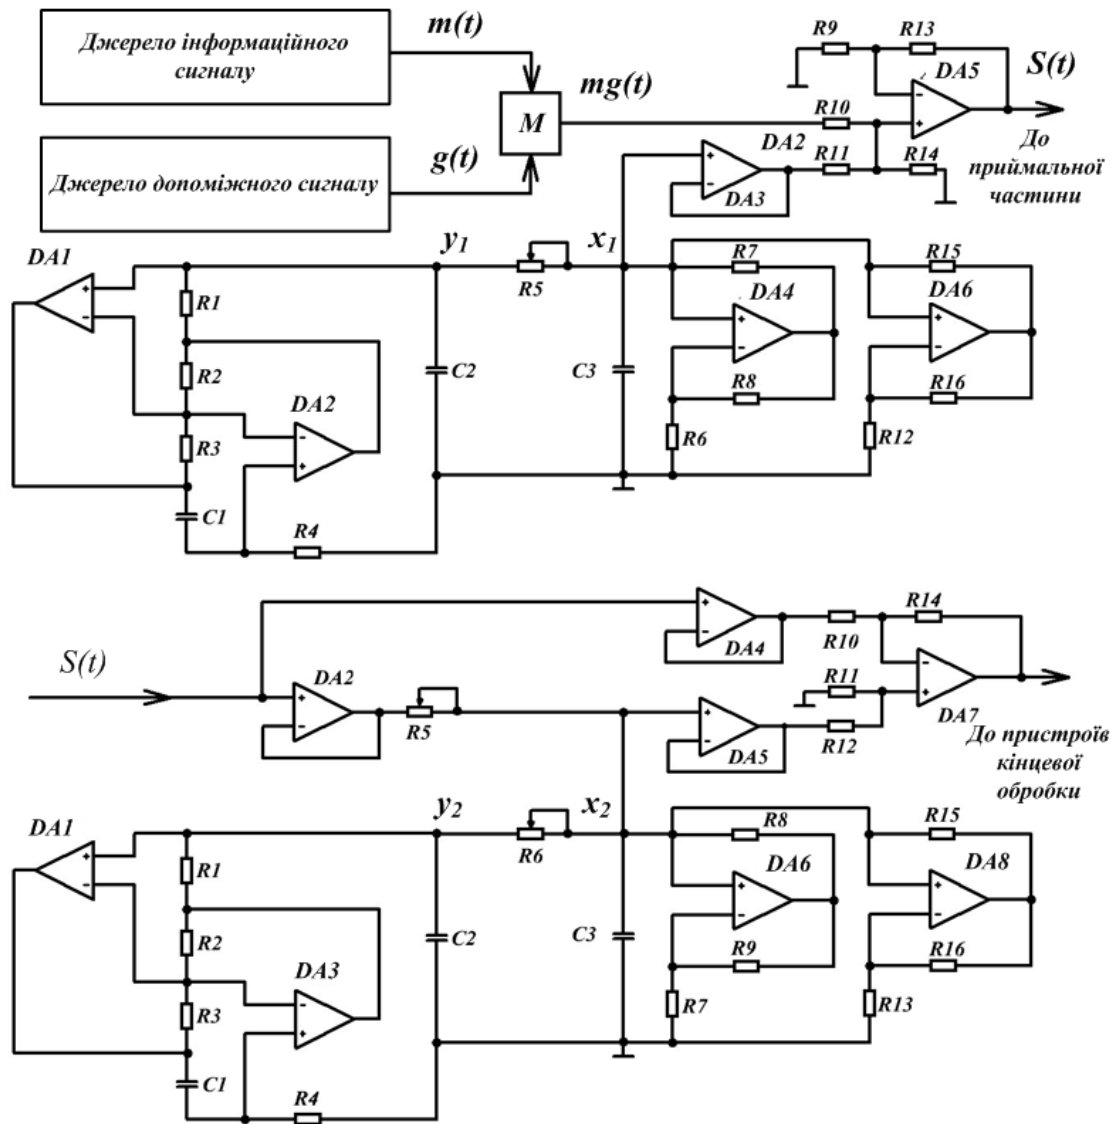 Джерело інформаційного
сигналу
m(t)
M
mg(t)
g(t)
Джерело допоміжного сигналу
R9
R13
DA5
S(t)
R10
DA2
R11
R14
DA3
До
приймальної
частини
DA1
y1
x1
R5
R1
R2
R3
C1
R4
DA2
C2
C3
R7
DA4
R8
R6
R15
DA6
R16
R12
S(t)
DA2
R5
DA4
R10
R14
R11
DA7
R12
DA5
До пристроїв
кінцевої
обробки
DA1
y2
x2
R6
R1
R2
R3
C1
R4
DA3
C2
C3
R8
DA6
R9
R7
R15
DA8
R16
R13